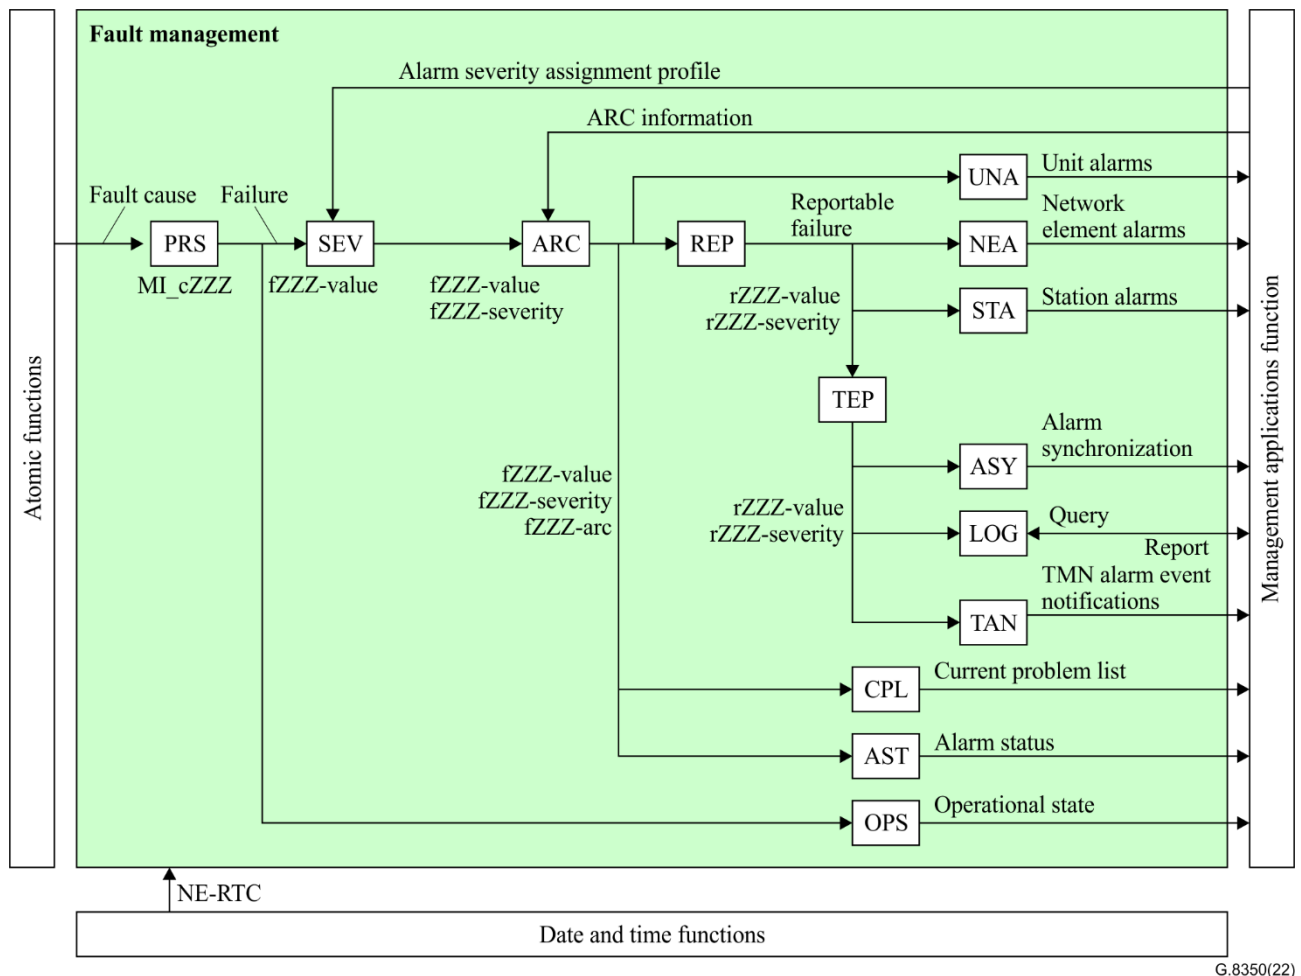 Fault management
Alarm severity assignment profile
ARC information
Unit alarms
UNA
Fault cause
Failure
Reportable
failure
Network
element alarms
PRS
SEV
ARC
REP
NEA
MI_cZZZ
fZZZ-value
fZZZ-value
fZZZ-severity
rZZZ-value
rZZZ-severity
STA
Station alarms
TEP
Alarm
synchronization
ASY
fZZZ-value
fZZZ-severity
fZZZ-arc
rZZZ-value
rZZZ-severity
LOG
Query
Report
TMN alarm event
notifications
TAN
CPL
Current problem list
AST
Alarm status
OPS
Operational state
Atomic functions
Management applications function
NE-RTC
Date and time functions
G.8350(22)